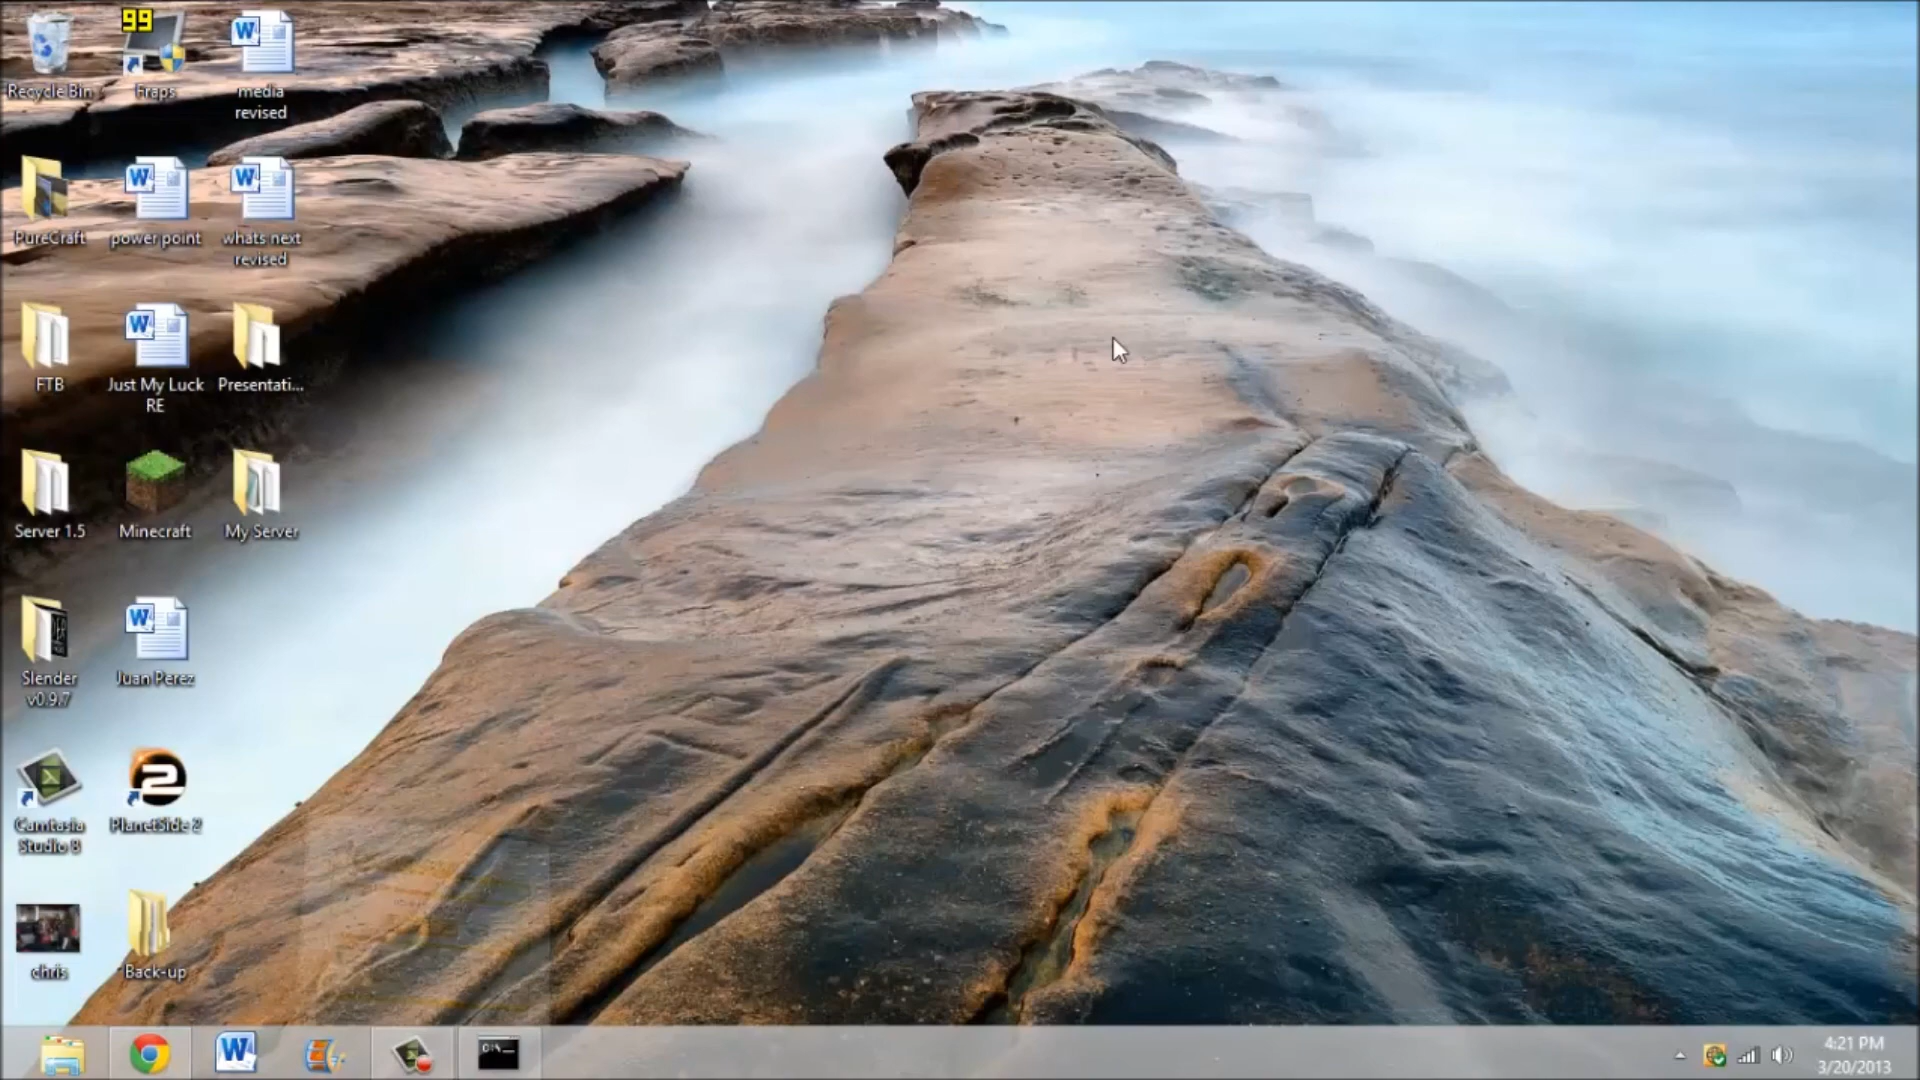 99
Recycle Bin
Fraps
media
revised
PureCraft
power point
whats next
revised
FTB
Just My Luck
RE
Presentati...
Server 1.5
Minecraft
My Server
Slender
v0.9.7
Juan Perez
Camtasia
Studio 8
PlanetSide 2
chris
Back-up
C:\_
4:21 PM
3/20/2013